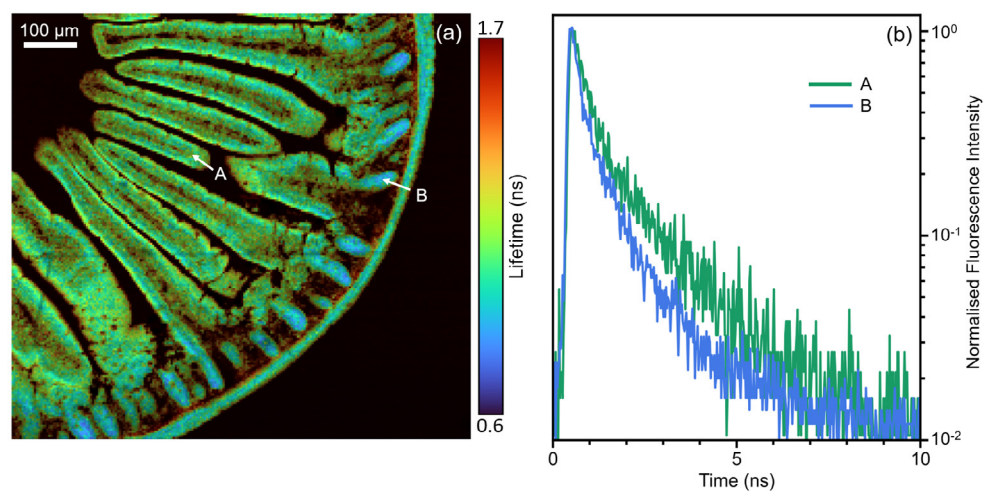 100 µm
(a)
A
B
1.7
Lifetime (ns)
0.6
(b)
A
B
10⁰
10⁻¹
10⁻²
Normalised Fluorescence Intensity
0
5
10
Time (ns)